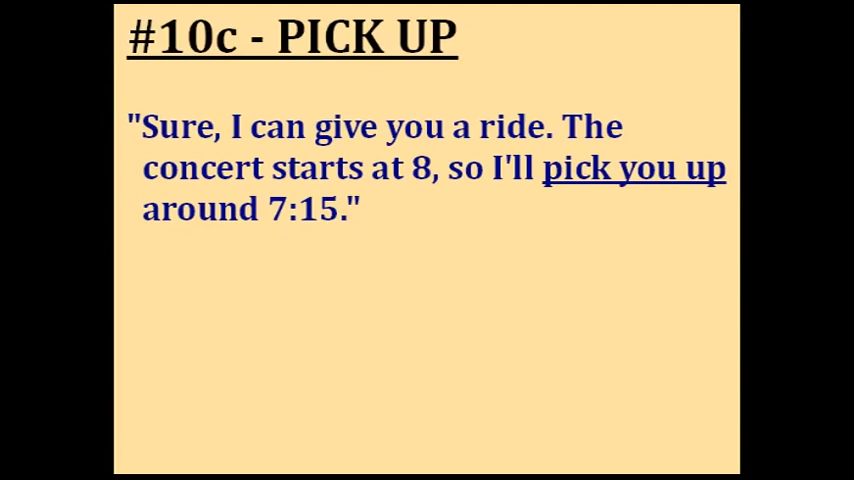 #10c - PICK UP
"Sure, I can give you a ride. The
concert starts at 8, so I'll pick you up
around 7:15."